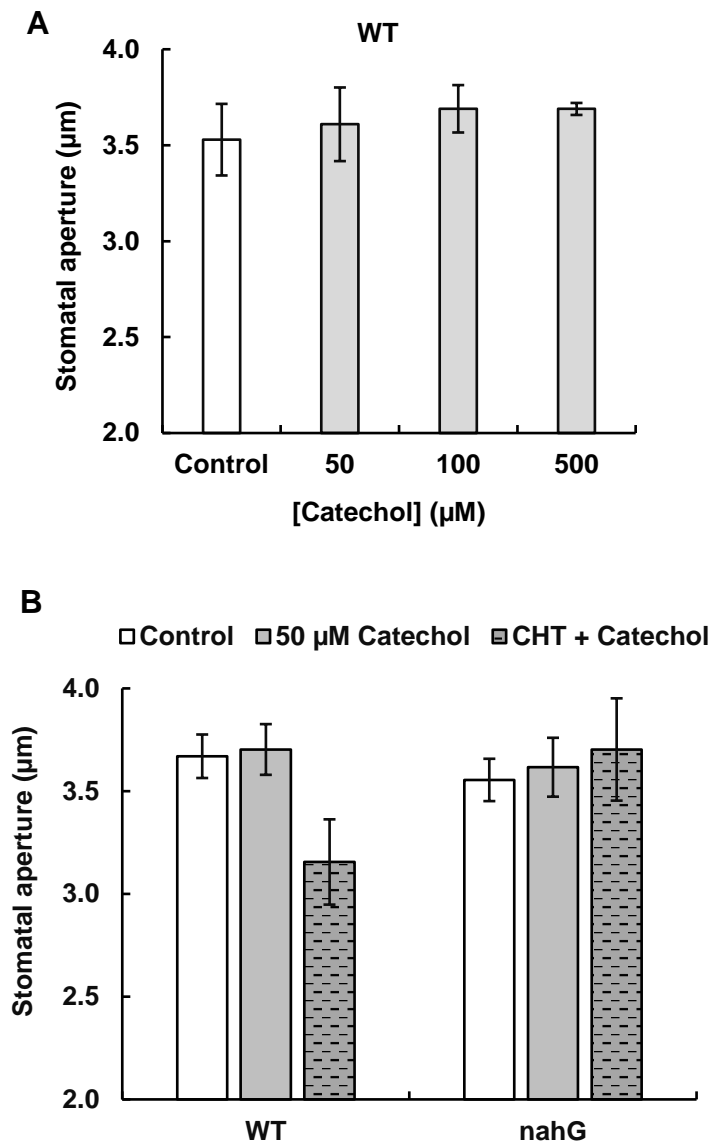 A
WT
Stomatal aperture (µm)
4.0
3.5
3.0
2.5
2.0
Control 50 100 500
[Catechol] (µM)
B
Control 50 µM Catechol CHT + Catechol
Stomatal aperture (µm)
4.0
3.5
3.0
2.5
2.0
WT nahG